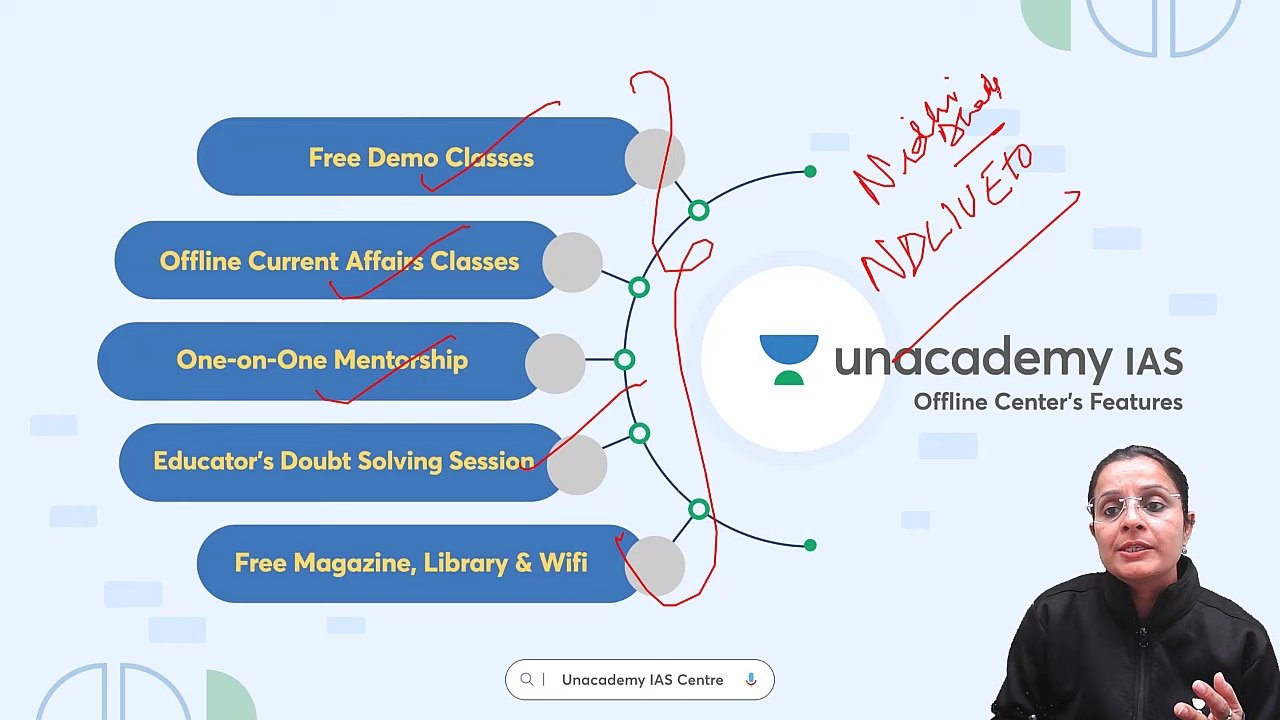 Free Demo Classes
Offline Current Affairs Classes
One-on-One Mentorship
Educator's Doubt Solving Session
Free Magazine, Library & Wifi
Nidhi
NDLIVE10
unacademy IAS
Offline Center's Features
Unacademy IAS Centre